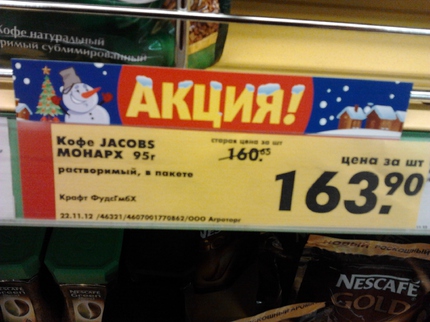 Кофе натуральный
сублимированный
АКЦИЯ!
Кофе JACOBS
МОНАРХ 95г
растворимый, в пакете
Крафт ФудсГмбХ
22.11.12 /46321/4607001770862/ООО Агроторг
старая цена за шт
160.65
цена за шт
163.90
NESCAFÉ
GOLD